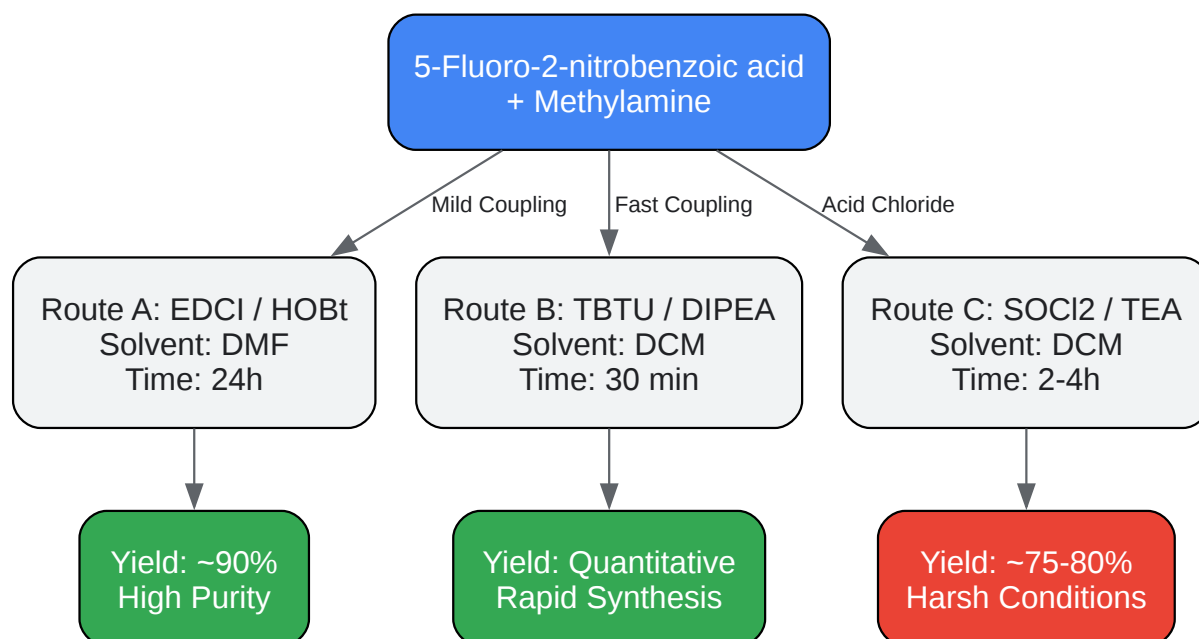 5-Fluoro-2-nitrobenzoic acid
+ Methylamine
Mild Coupling
Fast Coupling
Acid Chloride
Route A: EDCI / HOBt
Solvent: DMF
Time: 24h
Route B: TBTU / DIPEA
Solvent: DCM
Time: 30 min
Route C: SOCl2 / TEA
Solvent: DCM
Time: 2-4h
Yield: ~90%
High Purity
Yield: Quantitative
Rapid Synthesis
Yield: ~75-80%
Harsh Conditions